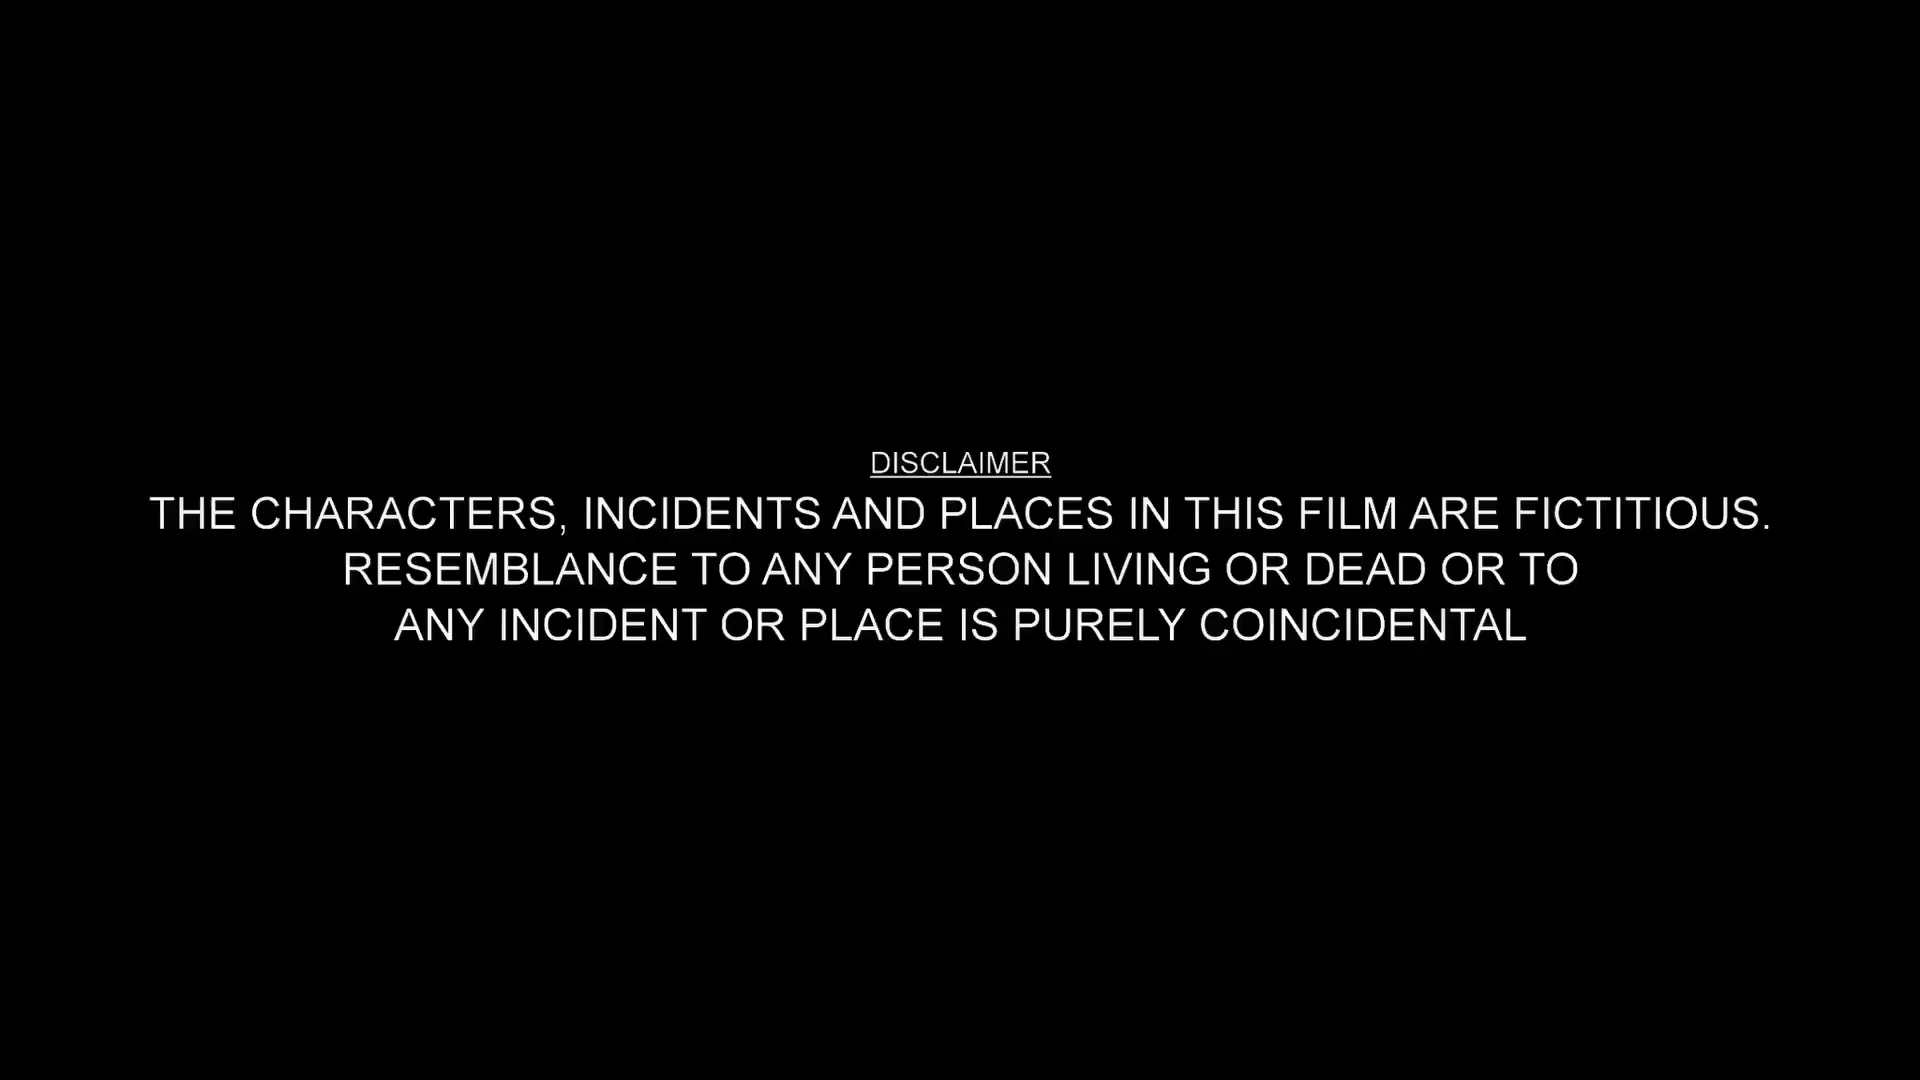 DISCLAIMER
THE CHARACTERS, INCIDENTS AND PLACES IN THIS FILM ARE FICTITIOUS.
RESEMBLANCE TO ANY PERSON LIVING OR DEAD OR TO
ANY INCIDENT OR PLACE IS PURELY COINCIDENTAL